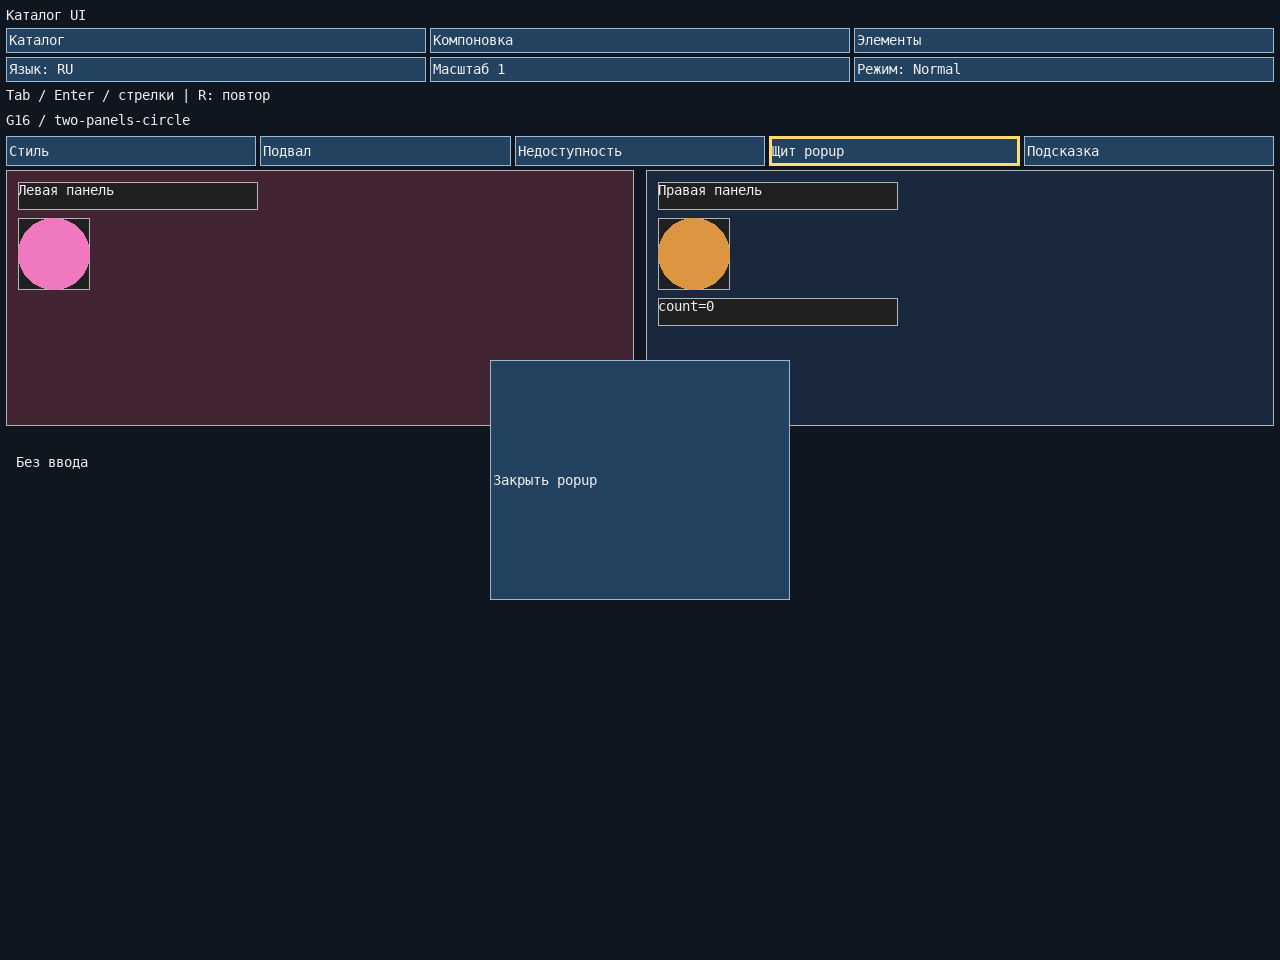 Каталог UI
Каталог
Компоновка
Элементы
Язык: RU
Масштаб 1
Режим: Normal
Tab / Enter / стрелки | R: повтор
G16 / two-panels-circle
Стиль
Подвал
Недоступность
Щит popup
Подсказка
Левая панель
Правая панель
count=0
Без ввода
Закрыть popup